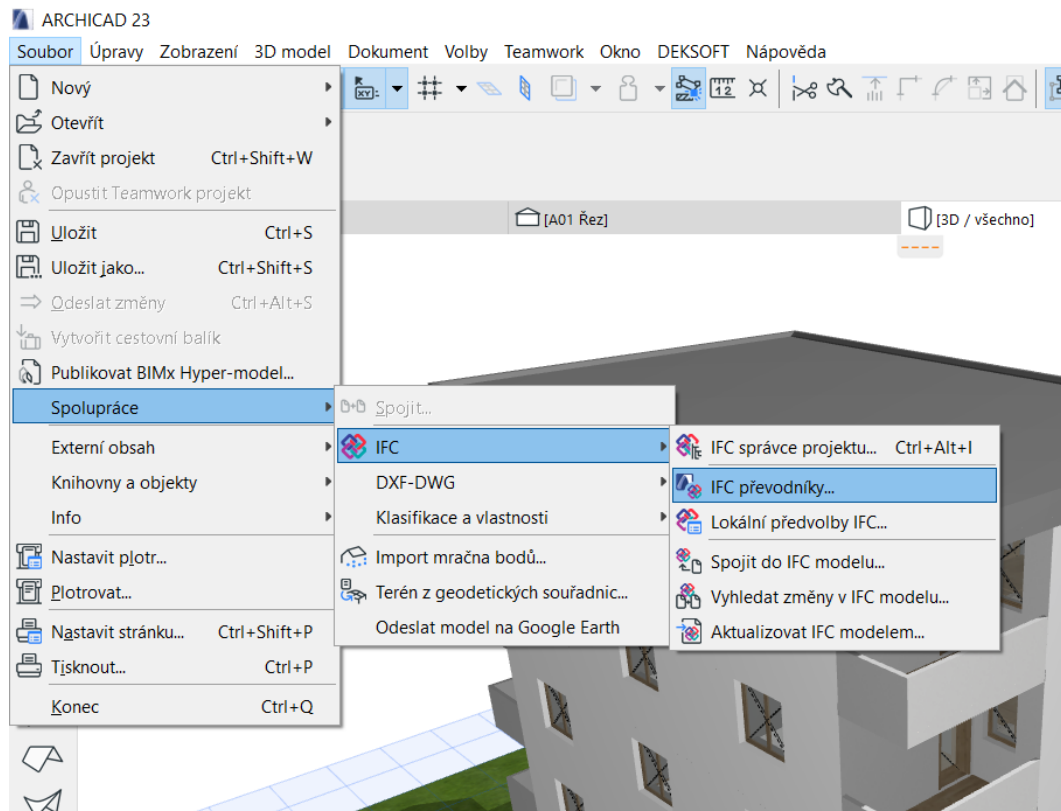 ARCHICAD 23
Soubor Úpravy Zobrazení 3D model Dokument Volby Teamwork Okno DEKSOFT Nápověda
Nový
Otevřít
Zavřít projekt Ctrl+Shift+W
Opustit Teamwork projekt
Uložit Ctrl+S
Uložit jako... Ctrl+Shift+S
Odeslat změny Ctrl+Alt+S
Vytvořit cestovní balík
Publikovat BIMx Hyper-model...
Spolupráce
Externí obsah
Knihovny a objekty
Info
Nastavit plotr...
Plotrovat...
Nastavit stránku... Ctrl+Shift+P
Tisknout... Ctrl+P
Konec Ctrl+Q
XY:
12
[A01 Řez]
[3D / všechno]
Spojit...
IFC
DXF-DWG
Klasifikace a vlastnosti
Import mračna bodů...
Terén z geodetických souřadnic...
Odeslat model na Google Earth
IFC správce projektu... Ctrl+Alt+I
IFC převodníky...
Lokální předvolby IFC...
Spojit do IFC modelu...
Vyhledat změny v IFC modelu...
Aktualizovat IFC modelem...